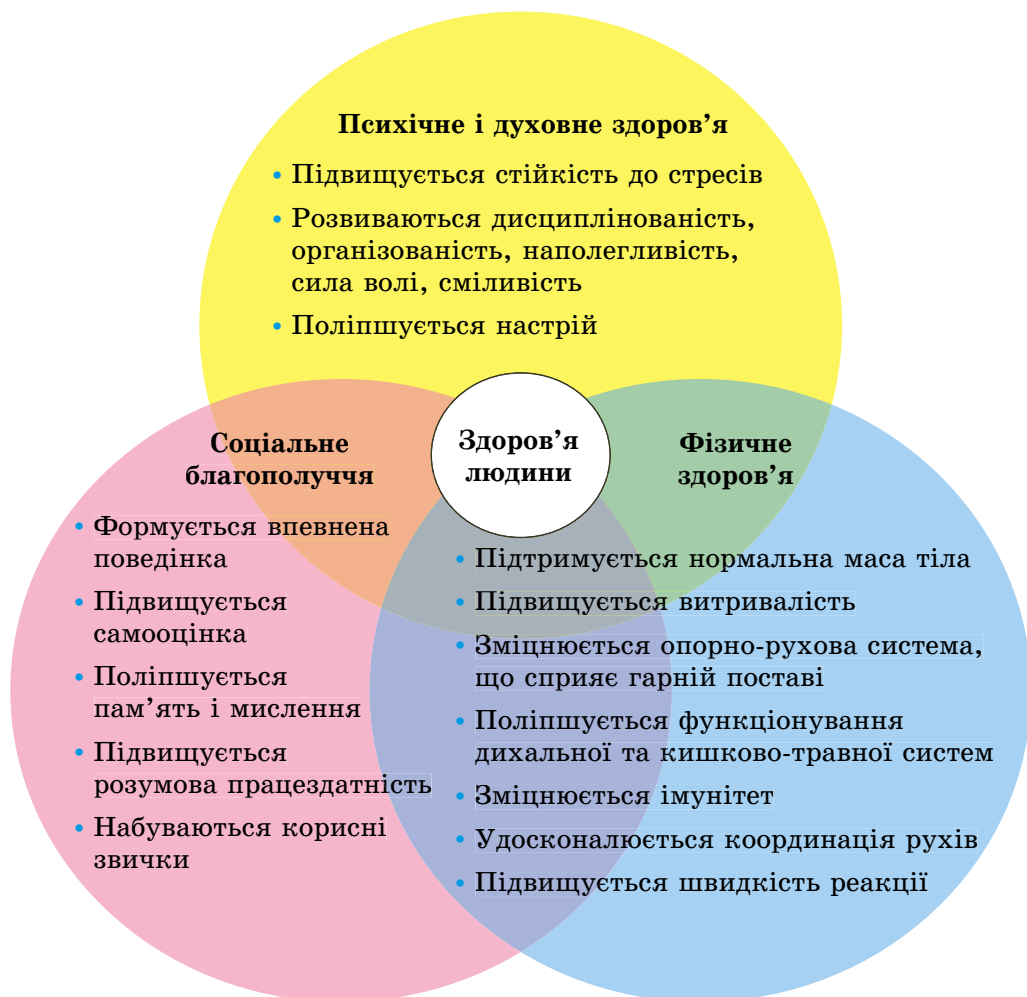 Психічне і духовне здоров’я
• Підвищується стійкість до стресів
• Розвиваються дисциплінованість,
організованість, наполегливість,
сила волі, сміливість
• Поліпшується настрій
Соціальне
благополуччя
• Формується впевнена
поведінка
• Підвищується
самооцінка
• Поліпшується
пам’ять і мислення
• Підвищується
розумова працездатність
• Набуваються корисні
звички
Здоров’я
людини
Фізичне
здоров’я
• Підтримується нормальна маса тіла
• Підвищується витривалість
• Зміцнюється опорно-рухова система,
що сприяє гарній поставі
• Поліпшується функціонування
дихальної та кишково-травної систем
• Зміцнюється імунітет
• Удосконалюється координація рухів
• Підвищується швидкість реакції